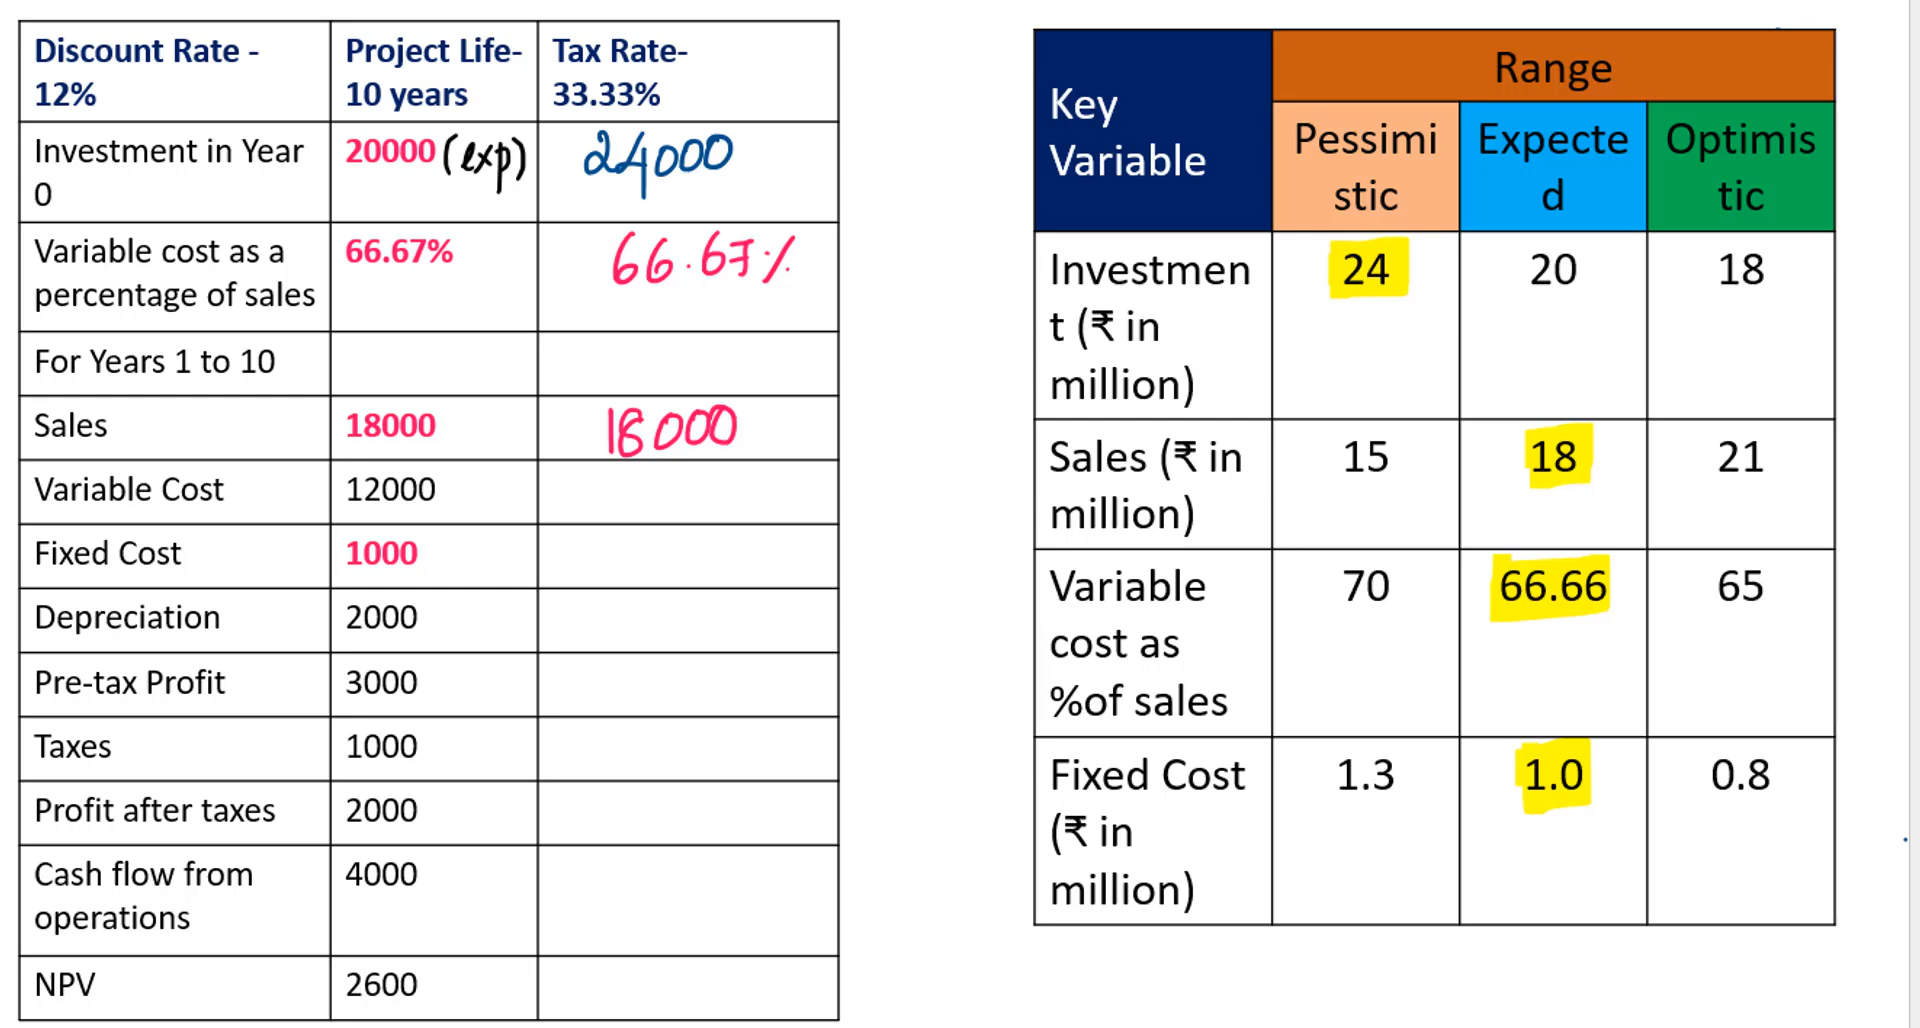 Discount Rate -
12%
Project Life-
10 years
Tax Rate-
33.33%
Investment in Year
0
20000 (exp)
24000
Variable cost as a
percentage of sales
66.67%
66.67%
For Years 1 to 10
Sales
18000
18000
Variable Cost
12000
Fixed Cost
1000
Depreciation
2000
Pre-tax Profit
3000
Taxes
1000
Profit after taxes
2000
Cash flow from
operations
4000
NPV
2600
Key
Variable
Range
Pessimi
stic
Expecte
d
Optimis
tic
Investmen
t (₹ in
million)
24
20
18
Sales (₹ in
million)
15
18
21
Variable
cost as
%of sales
70
66.66
65
Fixed Cost
(₹ in
million)
1.3
1.0
0.8